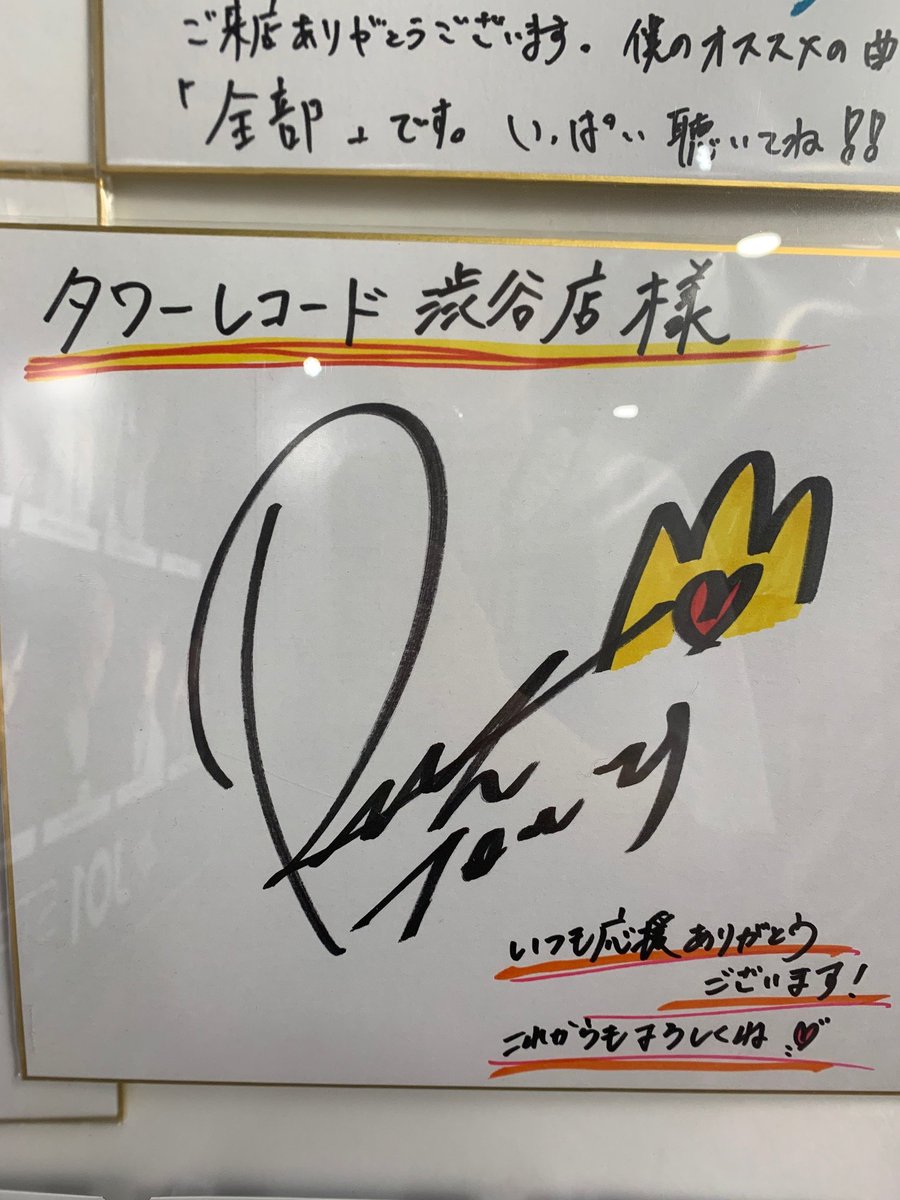 ご来店ありがとうございます。僕のオススメの曲
「全部」です。いっぱい聴いてね!!
タワーレコード 渋谷店 様
いつも応援ありがとう
ございます!
これからもよろしくね